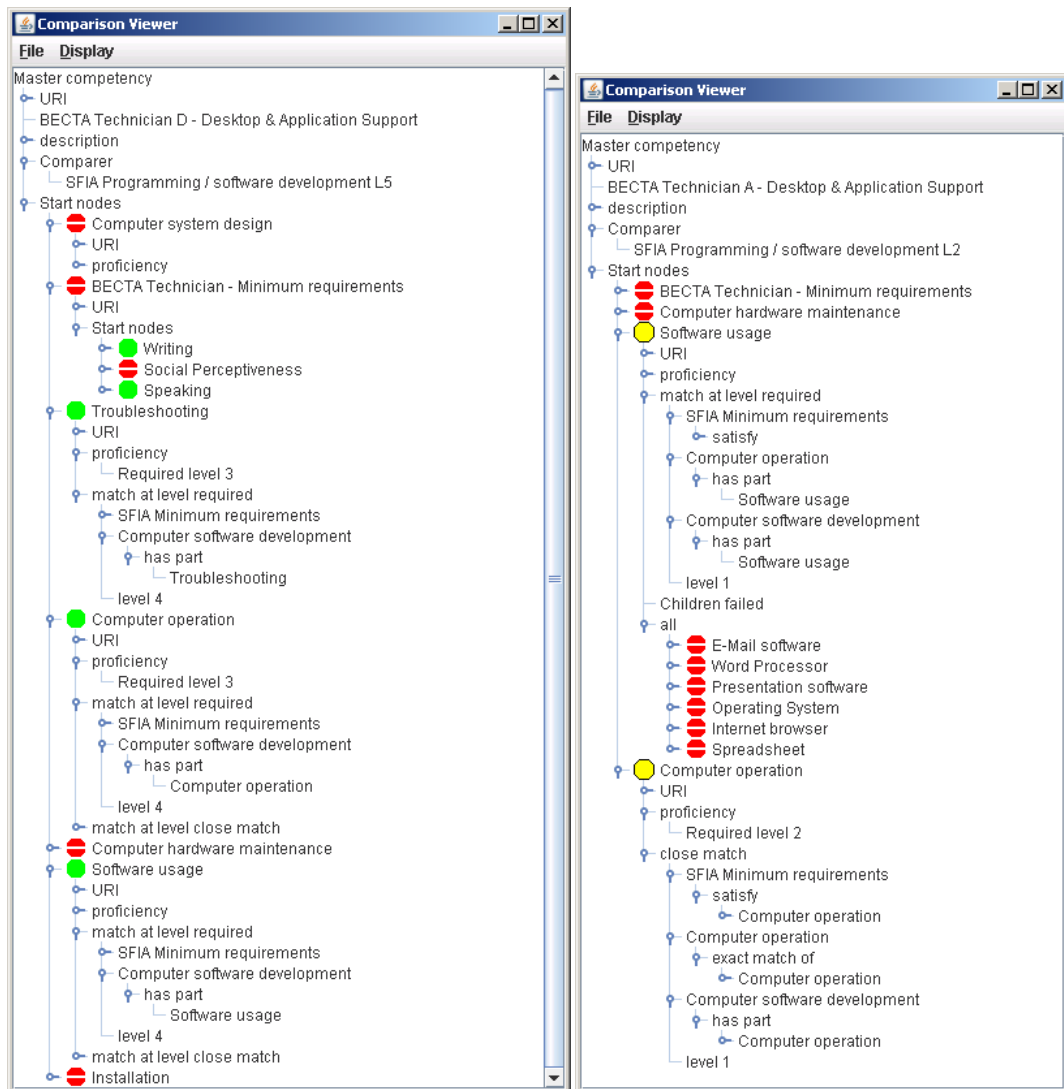 Comparison Viewer
File Display
Master competency
URI
BECTA Technician D - Desktop & Application Support
description
Comparer
SFIA Programming / software development L5
Start nodes
Computer system design
URI
proficiency
BECTA Technician - Minimum requirements
URI
Start nodes
Writing
Social Perceptiveness
Speaking
Troubleshooting
URI
proficiency
Required level 3
match at level required
SFIA Minimum requirements
Computer software development
has part
Troubleshooting
level 4
Computer operation
URI
proficiency
Required level 3
match at level required
SFIA Minimum requirements
Computer software development
has part
Computer operation
level 4
match at level close match
Computer hardware maintenance
Software usage
URI
proficiency
match at level required
SFIA Minimum requirements
Computer software development
has part
Software usage
level 4
match at level close match
Installation
Comparison Viewer
File Display
Master competency
URI
BECTA Technician A - Desktop & Application Support
description
Comparer
SFIA Programming / software development L2
Start nodes
BECTA Technician - Minimum requirements
Computer hardware maintenance
Software usage
URI
proficiency
match at level required
SFIA Minimum requirements
satisfy
Computer operation
has part
Software usage
Computer software development
has part
Software usage
level 1
Children failed
all
E-Mail software
Word Processor
Presentation software
Operating System
Internet browser
Spreadsheet
Computer operation
URI
proficiency
Required level 2
close match
SFIA Minimum requirements
satisfy
Computer operation
Computer operation
exact match of
Computer operation
Computer software development
has part
Computer operation
level 1